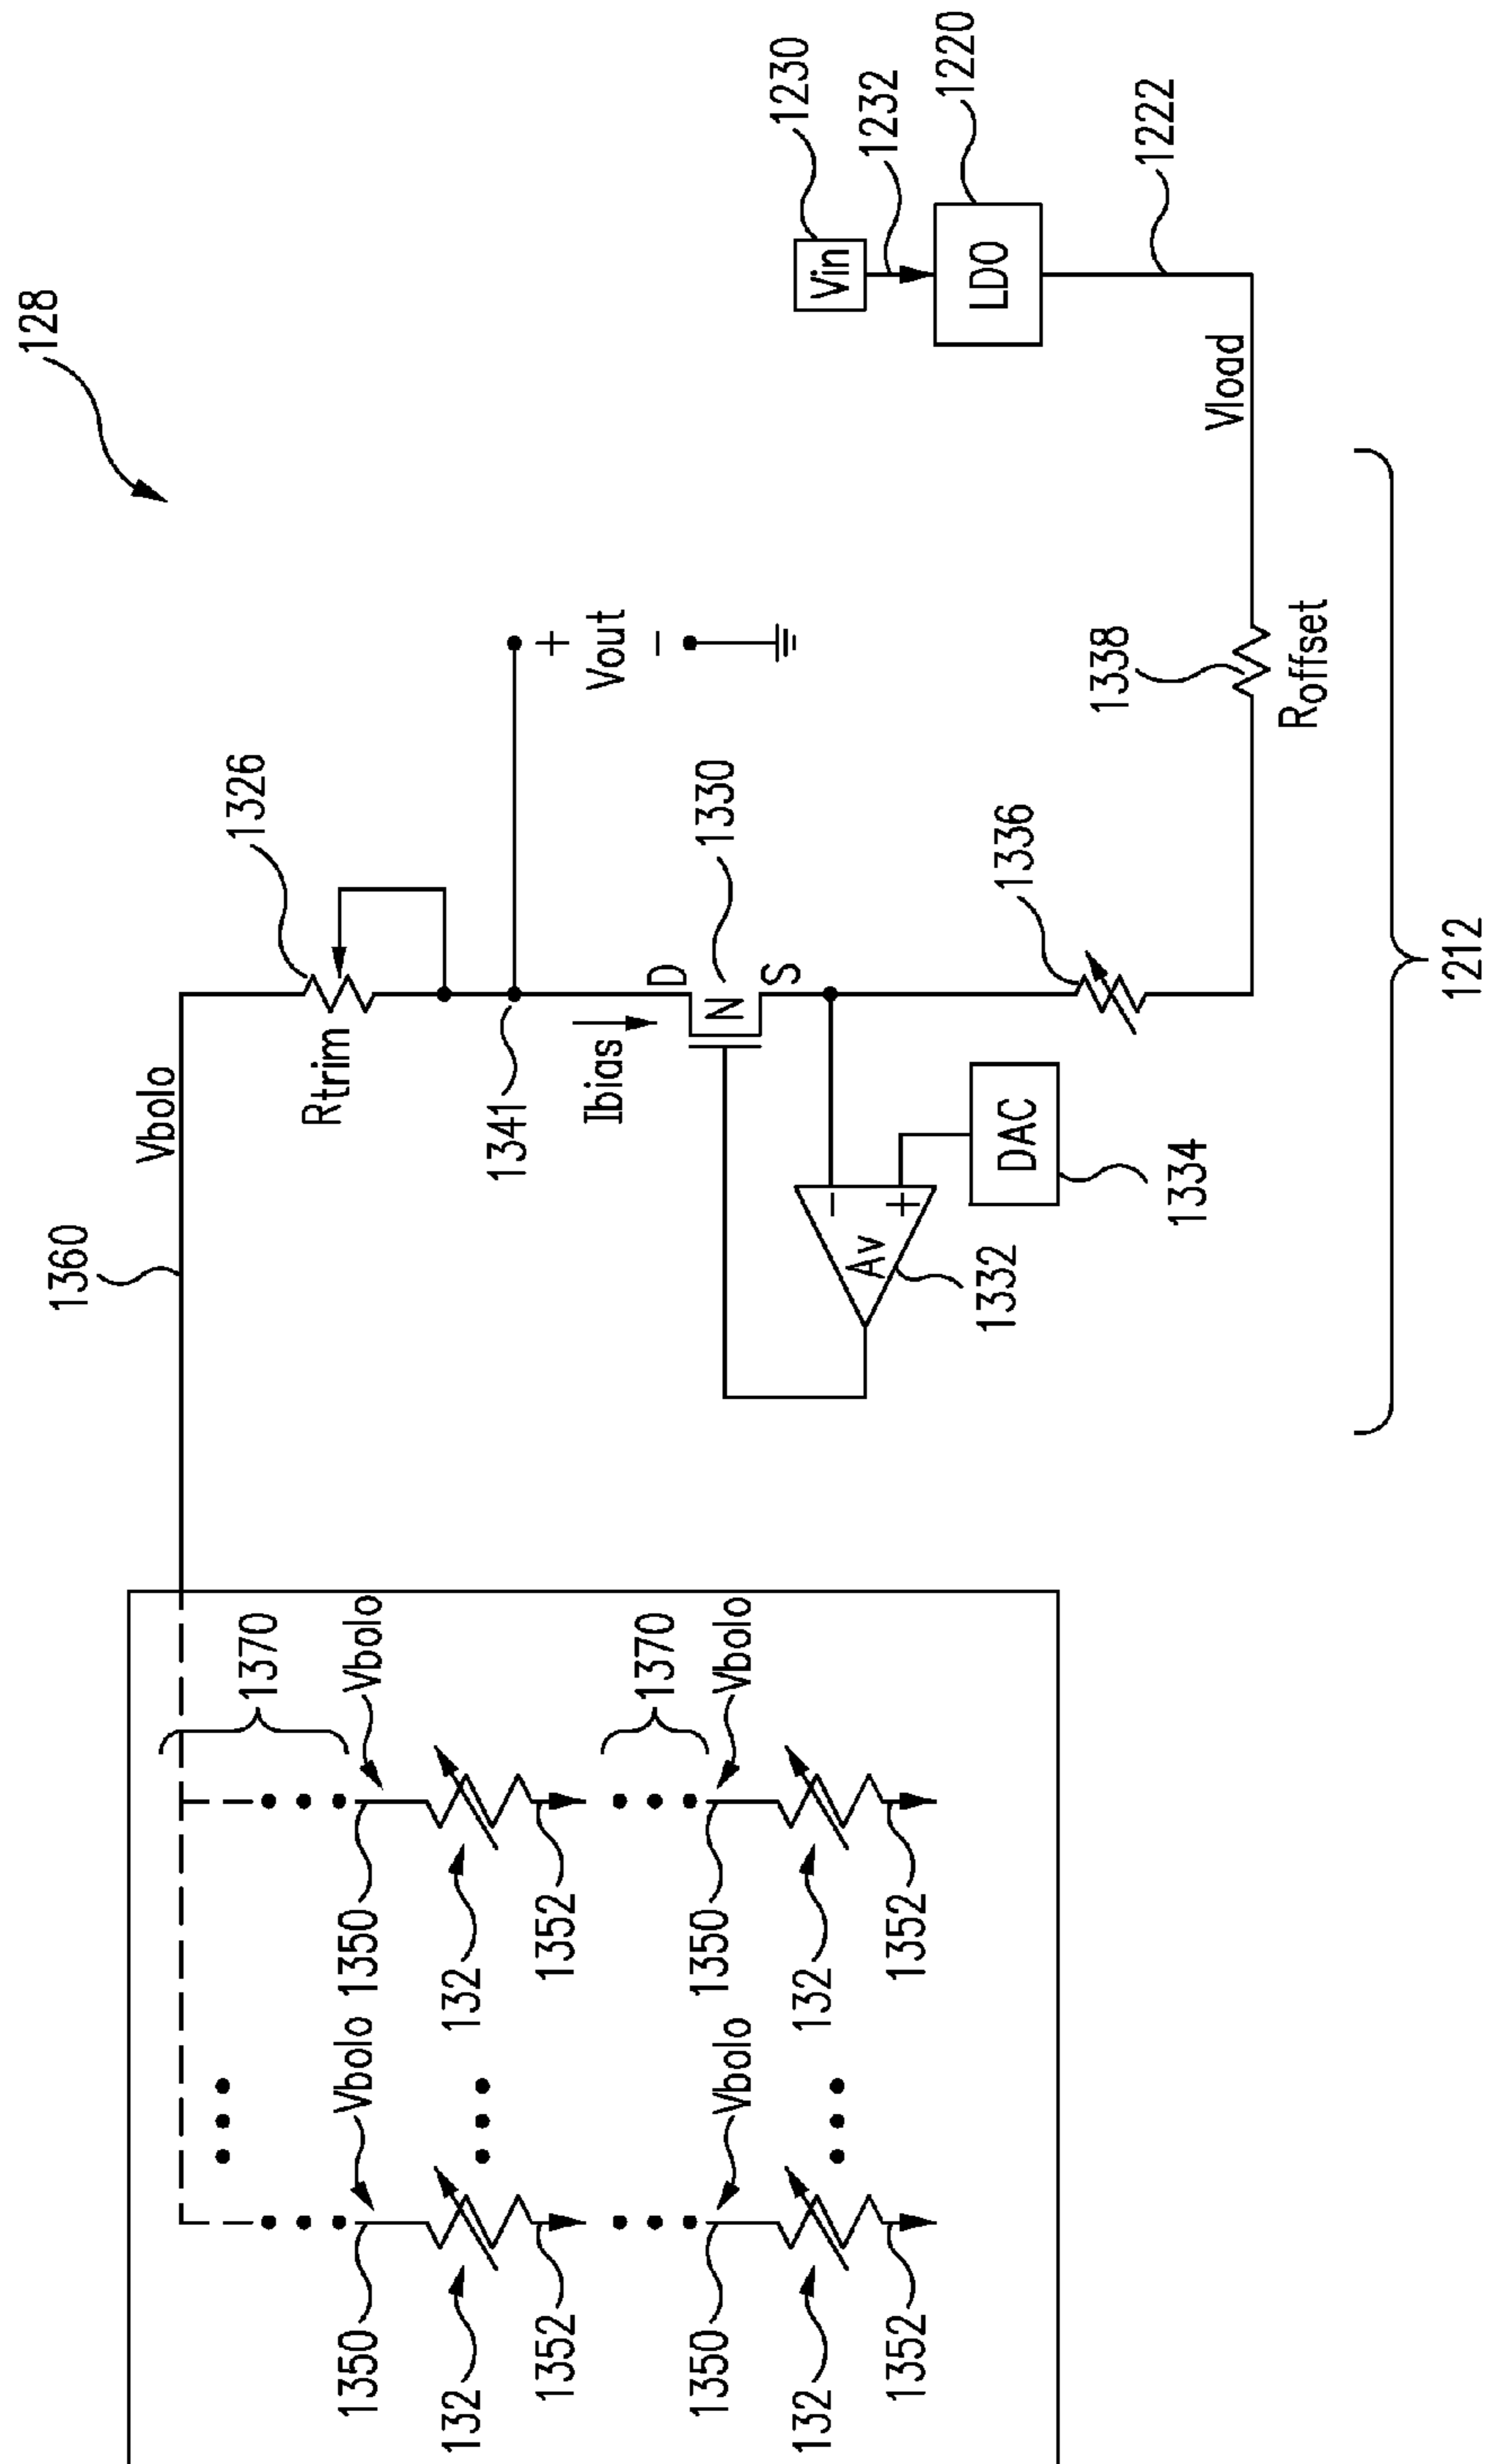 128
1360
Vbolo
1326
1370
Rtrim
1350 Vbolo 1350 Vbolo
132 132
1341
1352 1352
Ibias
+
Vout
−
1370
D
1350 Vbolo 1350 Vbolo
N
1330
S
1230
132 132
Vin
−
Av
1232
+
1352 1352
1220
LDO
1332
DAC
1336
1338
1222
1334
Vload
Roffset
1212